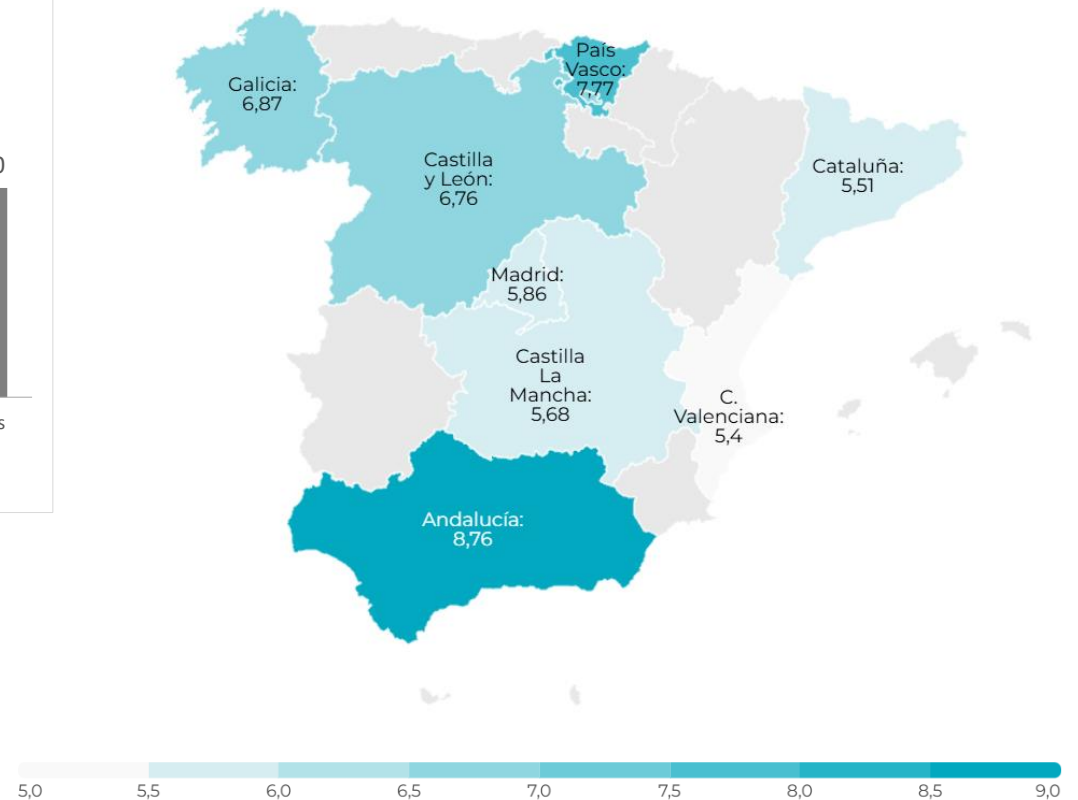 País
Vasco:
7,77
Galicia:
6,87
Castilla
y León:
6,76
Cataluña:
5,51
Madrid:
5,86
Castilla
La
Mancha:
5,68
C.
Valenciana:
5,4
Andalucía:
8,76
0
s
5,0 5,5 6,0 6,5 7,0 7,5 8,0 8,5 9,0